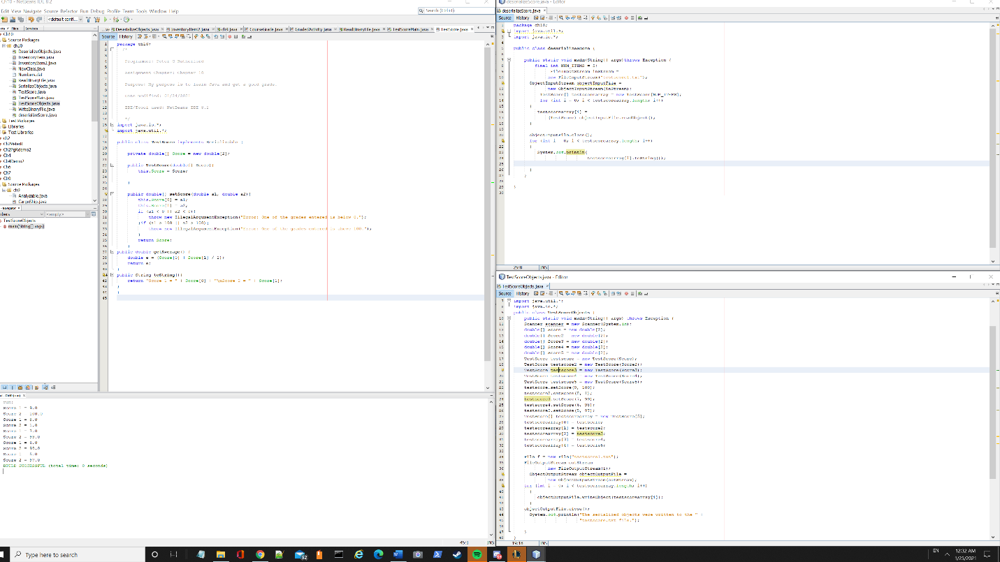 Ch10 - NetBeans IDE 8.2
Edit View Navigate Source Refactor Run Debug Profile Team Tools Window Help
Search (Ctrl+I)
<default conf...
Files Services
Ch10
Source Packages
ch10
DeserializeObjects.java
InventoryItem.java
InventoryItem2.java
NewClass.java
Numbers.dat
ReadBinaryFile.java
SerializeObjects.java
TestScore.java
TestScoreMain.java
TestScoreObjects.java
WriteBinaryFile.java
deserializeScore.java
Test Packages
Libraries
Test Libraries
ch2
Ch2PeterR
Ch2PgRdemo2
Ch4
Ch4Demo2
Ch6
Ch7
Ch9
Source Packages
ch9
Analyzable.java
CargoShip.java
Navigator
<empty>
TestScoreObjects
main(String[] args)
DeserializeObjects.java InventoryItem2.java ch9.java CourseGrade.java GradedActivity.java ReadBinaryFile.java TestScoreMain.java TestScore.java
Source History
package ch10;
/*
Programmer: Peter G Rutherford
Assignment Chapter: Chapter 10
Purpose: My purpose is to learn Java and get a good grade.
Date modified: 01/24/2021
IDE/Tool used: NetBeans IDE 8.2
*/
import java.io.*;
import java.util.*;
public class TestScore implements Serializable {
private double[] Score = new double[2];
public TestScore(double[] Score){
this.Score = Score;
}
public double[] setScore(double a1, double a2){
this.Score[0] = a1;
this.Score[1] = a2;
if (a1 < 0 || a2 < 0){
throw new IllegalArgumentException("Error: One of the grades entered is below 0.");
}if (a1 > 100 || a2 > 100){
throw new IllegalArgumentException("Error: One of the grades entered is above 100.");
}
return Score;
}
public double getAverage() {
double e = (Score[0] + Score[1] / 2);
return e;
}
public String toString(){
return "Score 1 = " + Score[0] + "\nScore 2 = " + Score[1];
}
}
45:1 INS
Ch10 (run)
run:
Score 1 = 9.0
Score 2 = 100.0
Score 1 = 5.0
Score 2 = 1.0
Score 1 = 7.0
Score 2 = 99.0
Score 1 = 6.0
Score 2 = 98.0
Score 1 = 5.0
Score 2 = 97.0
BUILD SUCCESSFUL (total time: 0 seconds)
deserializeScore.java - Editor
deserializeScore.java
Source History
package ch10;
import java.util.*;
import java.io.*;
public class deserializeScore {
public static void main(String[] args)throws Exception {
final int NUM_ITEMS = 5;
FileInputStream inStream =
new FileInputStream("testscore1.txt");
ObjectInputStream objectInputFile =
new ObjectInputStream(inStream);
TestScore[] testscorearray = new TestScore[NUM_ITEMS];
for (int i = 0; i < testscorearray.length; i++)
{
testscorearray[i] =
(TestScore) objectInputFile.readObject();
}
objectInputFile.close();
for (int i = 0; i < testscorearray.length; i++)
{
System.out.println(
testscorearray[i].toString());
}
}
}
25:8 INS
TestScoreObjects.java - Editor
TestScoreObjects.java
Source History
import java.util.*;
import java.io.*;
public class TestScoreObjects {
public static void main(String[] args) throws Exception {
Scanner scanner = new Scanner(System.in);
double[] Score = new double[2];
double[] Score2 = new double[2];
double[] Score3 = new double[2];
double[] Score4 = new double[2];
double[] Score5 = new double[2];
TestScore testscore = new TestScore(Score);
TestScore testscore2 = new TestScore(Score2);
TestScore testscore3 = new TestScore(Score3);
TestScore testscore4 = new TestScore(Score4);
TestScore testscore5 = new TestScore(Score5);
testscore.setScore(9, 100);
testscore2.setScore(5, 1);
testscore3.setScore(7, 99);
testscore4.setScore(6, 98);
testscore5.setScore(5, 97);
TestScore[] testscorearray = new TestScore[5];
testscorearray[0] = testscore;
testscorearray[1] = testscore2;
testscorearray[2] = testscore3;
testscorearray[3] = testscore4;
testscorearray[4] = testscore5;
File f = new File("testscore1.txt");
FileOutputStream outStream
new FileOutputStream(f);
ObjectOutputStream objectOutputFile =
new ObjectOutputStream(outStream);
for (int i = 0; i < testscorearray.length; i++)
{
objectOutputFile.writeObject(testscorearray[i]);
}
objectOutputFile.close();
System.out.println("The serialized objects were written to the " +
"testscore.txt file.");
}
}
19:18 INS
Type here to search
52
EN
12:32 AM
1/25/2021